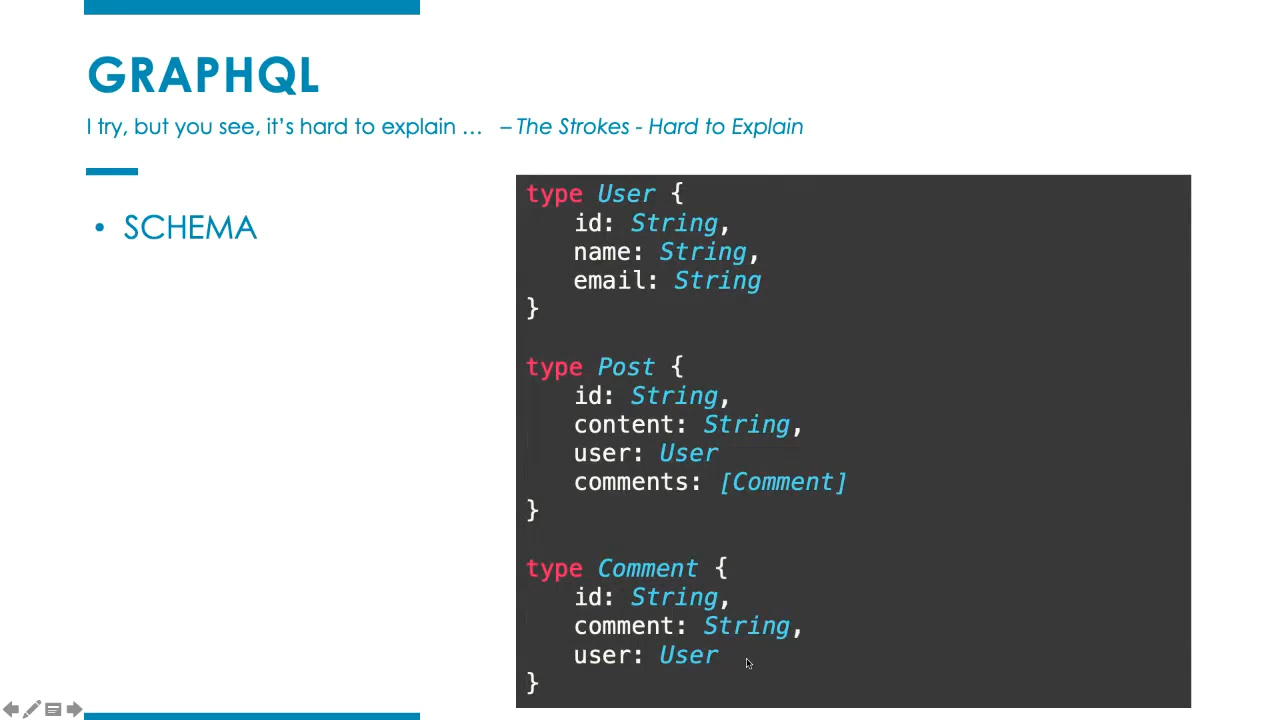 GRAPHQL
I try, but you see, it’s hard to explain … – The Strokes - Hard to Explain
• SCHEMA
type User {
id: String,
name: String,
email: String
}
type Post {
id: String,
content: String,
user: User
comments: [Comment]
}
type Comment {
id: String,
comment: String,
user: User
}